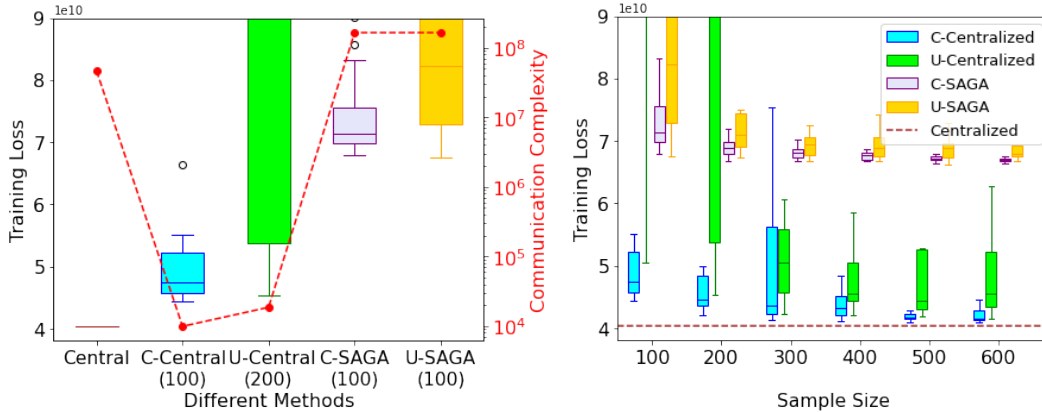 1e10
9
8
7
6
5
4
Training Loss
10^8
10^7
10^6
10^5
10^4
Communication Complexity
Central
C-Central
(100)
U-Central
(200)
C-SAGA
(100)
U-SAGA
(100)
Different Methods
1e10
9
8
7
6
5
4
Training Loss
C-Centralized
U-Centralized
C-SAGA
U-SAGA
Centralized
100
200
300
400
500
600
Sample Size